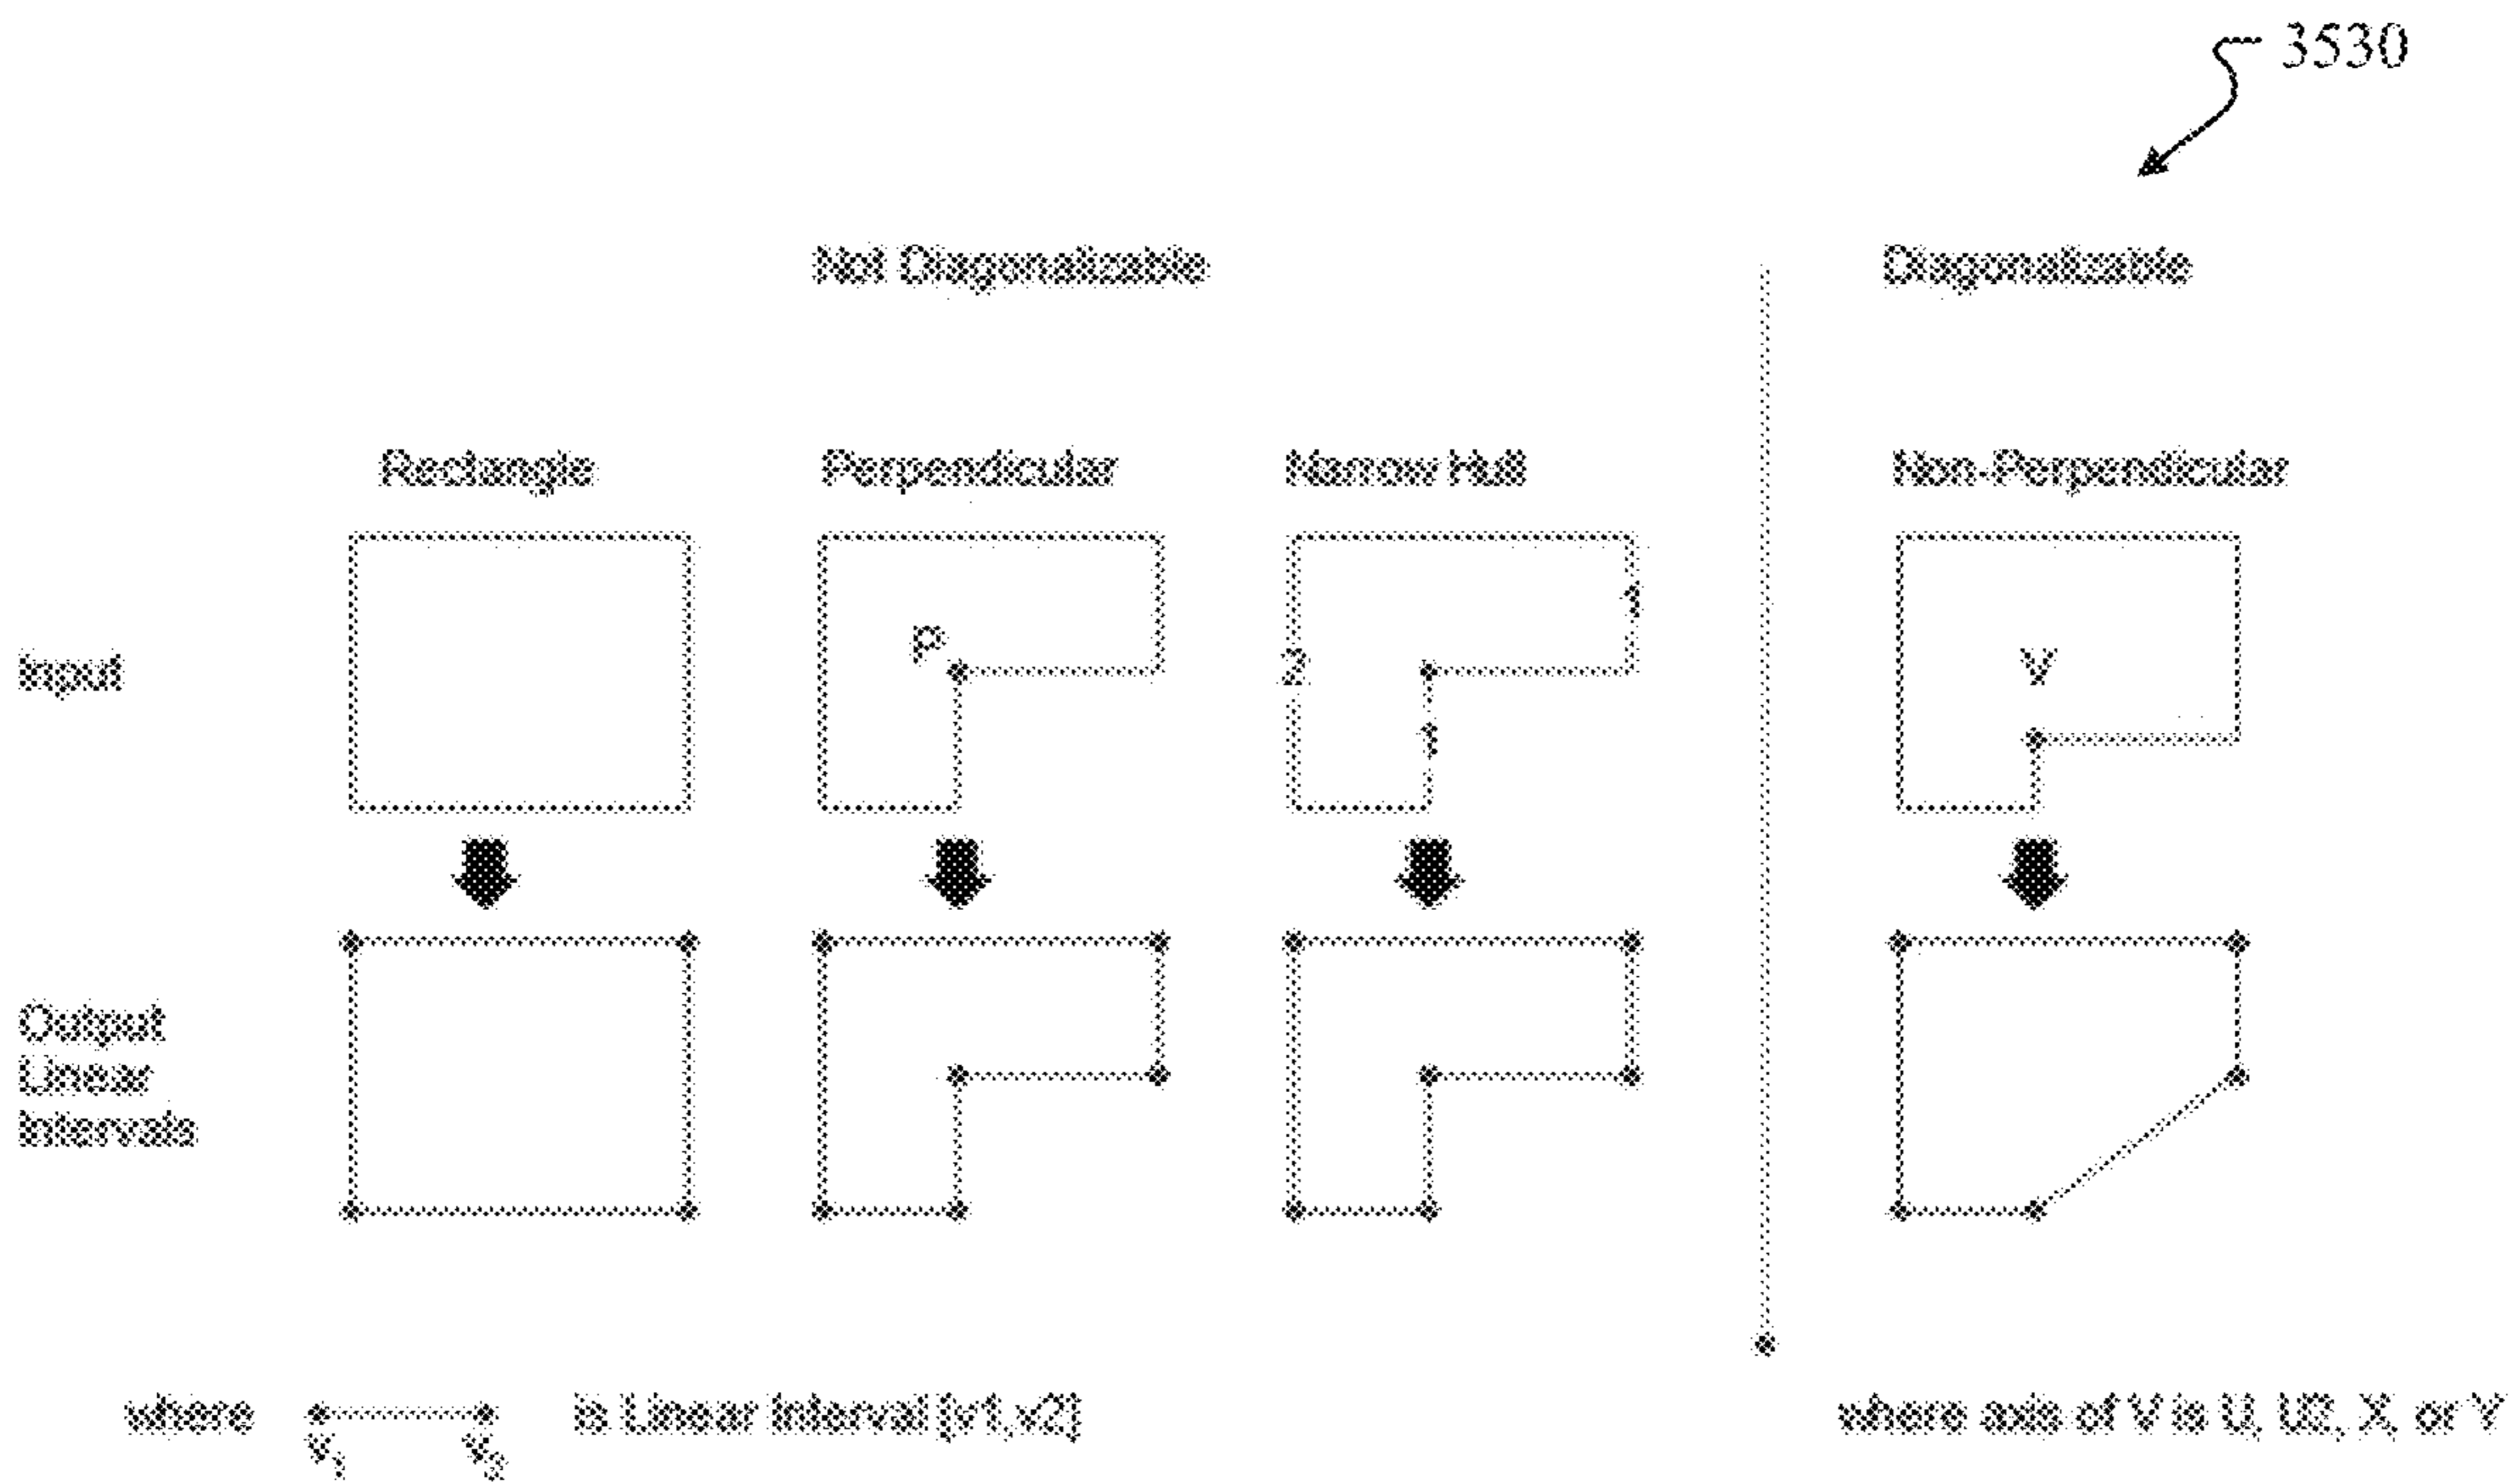 3530
Not Diagonalizable
Diagonalizable
Rectangle
Perpendicular
Narrow Hull
Non-Perpendicular
Input
P
2
1
1
V
Output
Linear
Intervals
where
v1
v2
is Linear Interval [v1,v2]
where axis of V is U, UE, X, or Y